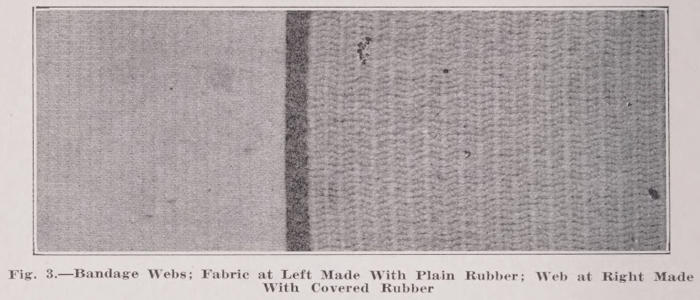 Fig. 3.—Bandage Webs; Fabric at Left Made With Plain Rubber; Web at Right Made
With Covered Rubber